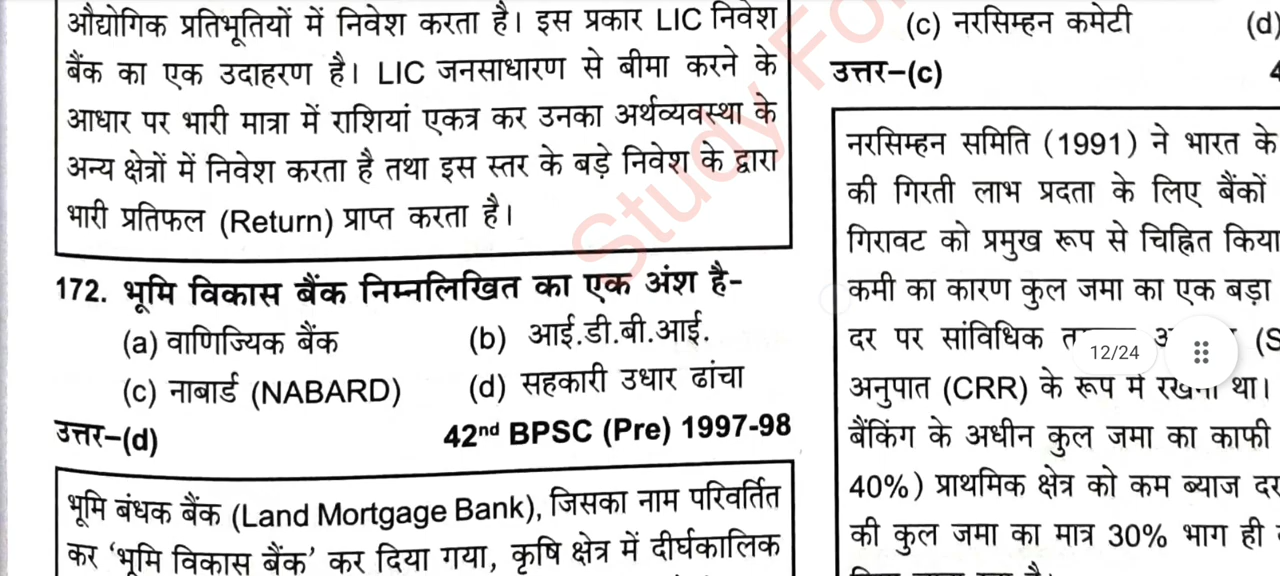 औद्योगिक प्रतिभूतियों में निवेश करता है। इस प्रकार LIC निवेश
बैंक का एक उदाहरण है। LIC जनसाधारण से बीमा करने के
आधार पर भारी मात्रा में राशियां एकत्र कर उनका अर्थव्यवस्था के
अन्य क्षेत्रों में निवेश करता है तथा इस स्तर के बड़े निवेश के द्वारा
भारी प्रतिफल (Return) प्राप्त करता है।
172. भूमि विकास बैंक निम्नलिखित का एक अंश है-
(a) वाणिज्यिक बैंक (b) आई.डी.बी.आई.
(c) नाबार्ड (NABARD) (d) सहकारी उधार ढांचा
उत्तर-(d) 42nd BPSC (Pre) 1997-98
भूमि बंधक बैंक (Land Mortgage Bank), जिसका नाम परिवर्तित
कर 'भूमि विकास बैंक' कर दिया गया, कृषि क्षेत्र में दीर्घकालिक
(c) नरसिम्हन कमेटी (d)
उत्तर-(c)
नरसिम्हन समिति (1991) ने भारत के
की गिरती लाभ प्रदता के लिए बैंकों
गिरावट को प्रमुख रूप से चिह्नित किया
कमी का कारण कुल जमा का एक बड़ा
दर पर सांविधिक (S
अनुपात (CRR) के रूप में रखना था।
बैंकिंग के अधीन कुल जमा का काफी
40%) प्राथमिक क्षेत्र को कम ब्याज दर
की कुल जमा का मात्र 30% भाग ही
Study For
12/24